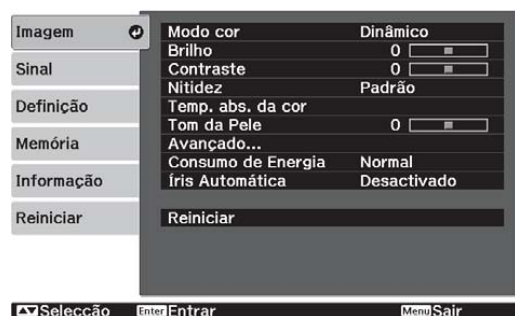 Imagem
Sinal
Definição
Memória
Informação
Reiniciar
Modo cor Dinâmico
Brilho 0
Contraste 0
Nitidez Padrão
Temp. abs. da cor
Tom da Pele 0
Avançado...
Consumo de Energia Normal
Íris Automática Desactivado
Reiniciar
Selecção Enter Entrar Menu Sair